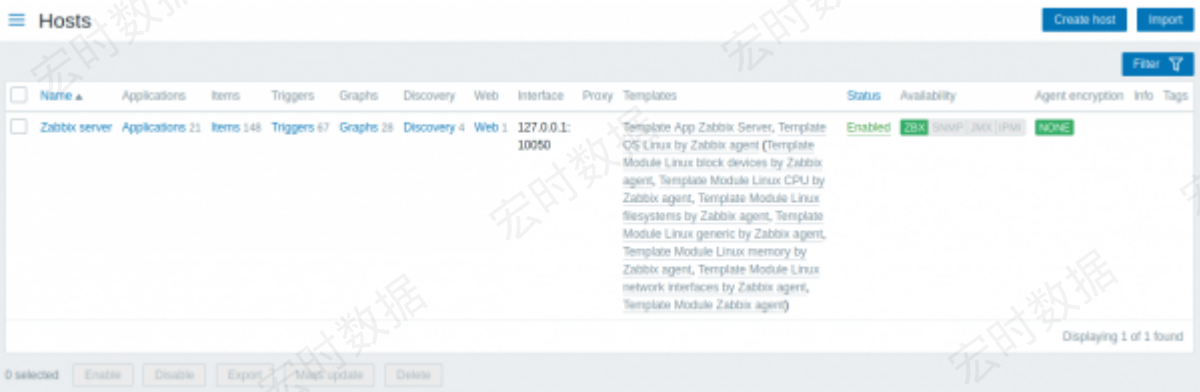 Hosts
Create host
Import
Filter
Name ▲ Applications Items Triggers Graphs Discovery Web Interface Proxy Templates Status Availability Agent encryption Info Tags
Zabbix server Applications 21 Items 148 Triggers 67 Graphs 28 Discovery 4 Web 1 127.0.0.1: Template App Zabbix Server, Template Enabled ZBX SNMP JMX IPMI NONE
10050 OS Linux by Zabbix agent (Template
Module Linux block devices by Zabbix
agent, Template Module Linux CPU by
Zabbix agent, Template Module Linux
filesystems by Zabbix agent, Template
Module Linux generic by Zabbix agent,
Template Module Linux memory by
Zabbix agent, Template Module Linux
network interfaces by Zabbix agent,
Template Module Zabbix agent)
Displaying 1 of 1 found
0 selected Enable Disable Export Mass update Delete
宏时数据
宏时数据
宏时数据
宏时数据
宏时数据